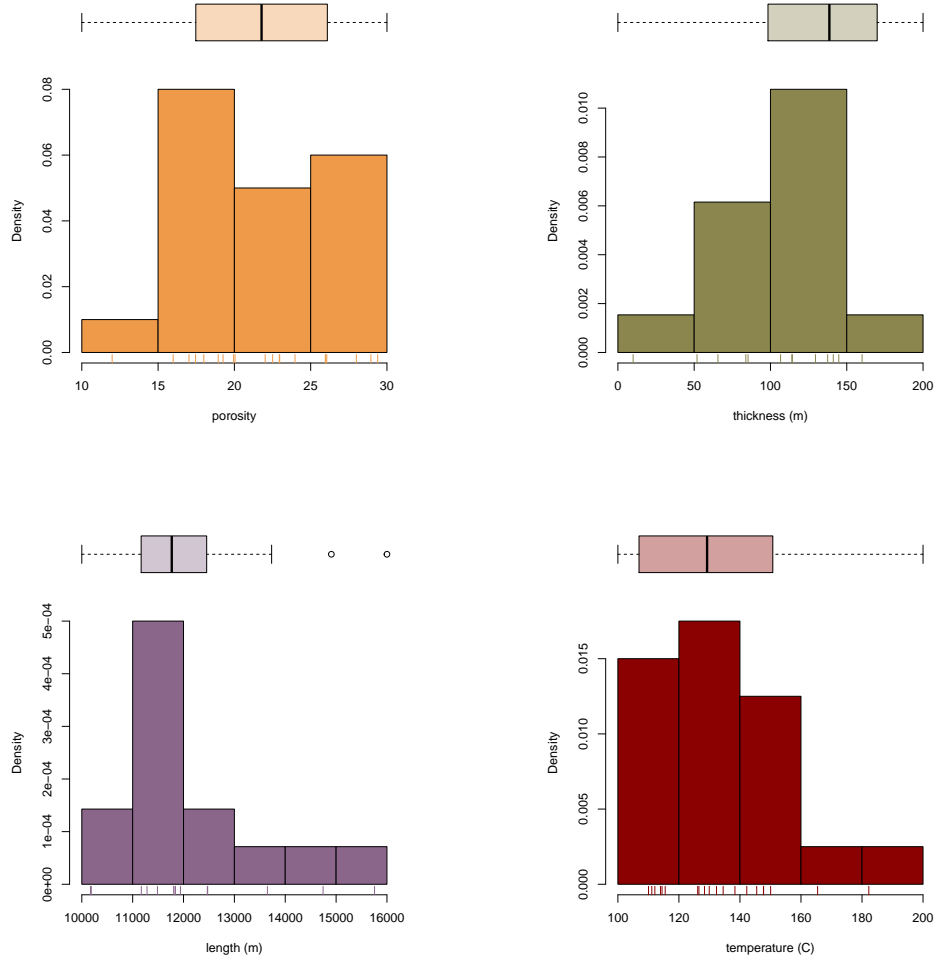 Density
0.00
0.02
0.04
0.06
0.08
10
15
20
25
30
porosity
Density
0.000
0.002
0.004
0.006
0.008
0.010
0
50
100
150
200
thickness (m)
Density
0e+00
1e−04
2e−04
3e−04
4e−04
5e−04
10000
11000
12000
13000
14000
15000
16000
length (m)
Density
0.000
0.005
0.010
0.015
100
120
140
160
180
200
temperature (C)